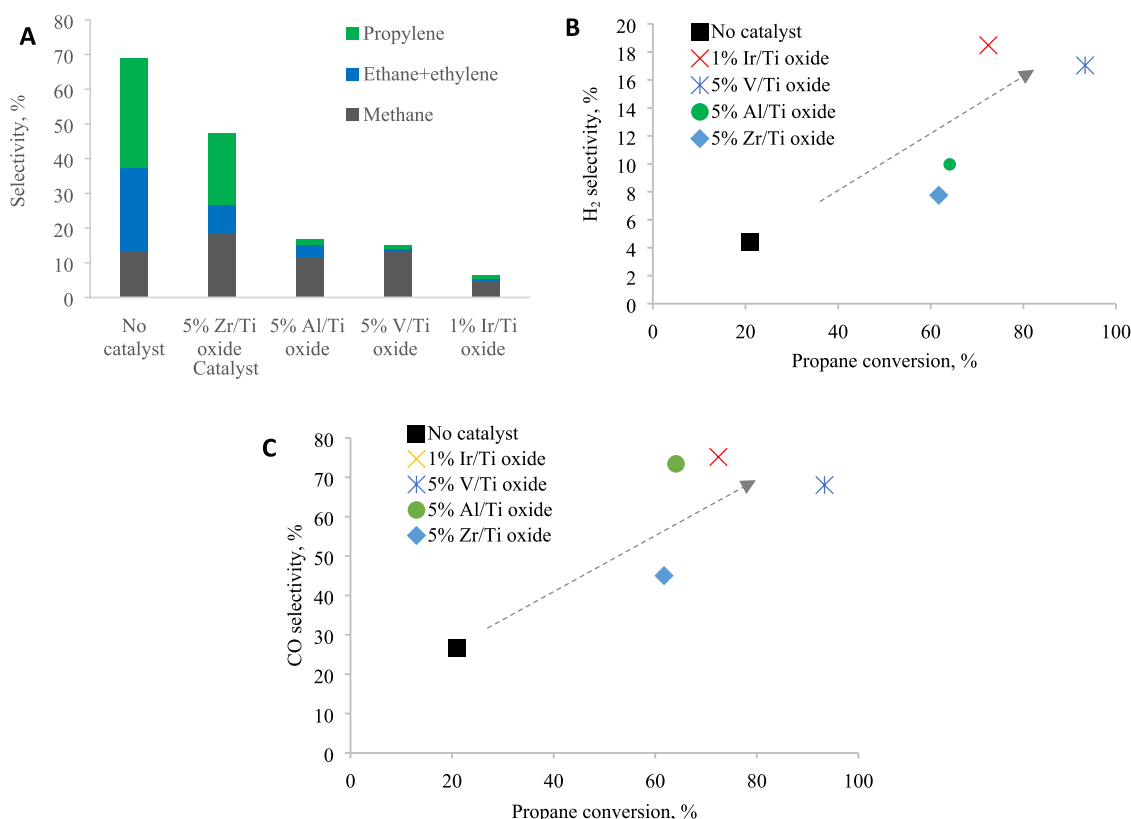 A
80
70
60
50
40
30
20
10
0
Selectivity, %
Propylene
Ethane+ethylene
Methane
No
catalyst
5% Zr/Ti
oxide
5% Al/Ti
oxide
5% V/Ti
oxide
1% Ir/Ti
oxide
Catalyst
B
20
18
16
14
12
10
8
6
4
2
0
H₂ selectivity, %
No catalyst
1% Ir/Ti oxide
5% V/Ti oxide
5% Al/Ti oxide
5% Zr/Ti oxide
0 20 40 60 80 100
Propane conversion, %
C
80
70
60
50
40
30
20
10
0
CO selectivity, %
No catalyst
1% Ir/Ti oxide
5% V/Ti oxide
5% Al/Ti oxide
5% Zr/Ti oxide
0 20 40 60 80 100
Propane conversion, %